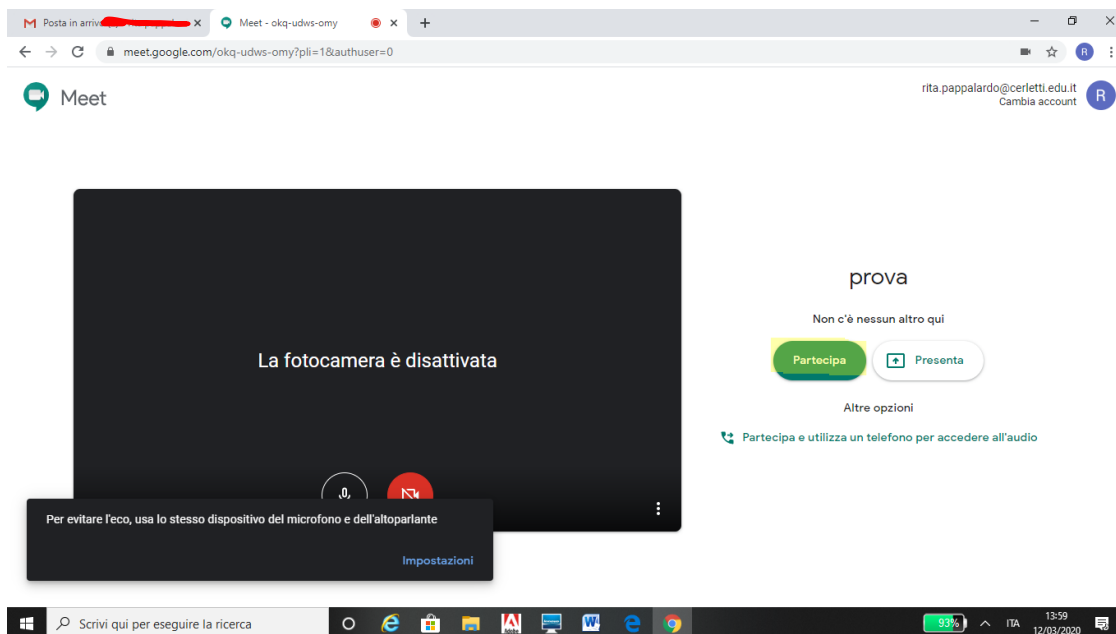 Posta in arriv
Meet - okq-udws-omy
meet.google.com/okq-udws-omy?pli=1&authuser=0
R
Meet
rita.pappalardo@cerletti.edu.it
Cambia account
R
La fotocamera è disattivata
prova
Non c'è nessun altro qui
Partecipa
Presenta
Altre opzioni
Partecipa e utilizza un telefono per accedere all'audio
Per evitare l'eco, usa lo stesso dispositivo del microfono e dell'altoparlante
Impostazioni
Scrivi qui per eseguire la ricerca
Adobe
93%
ITA
13:59
12/03/2020